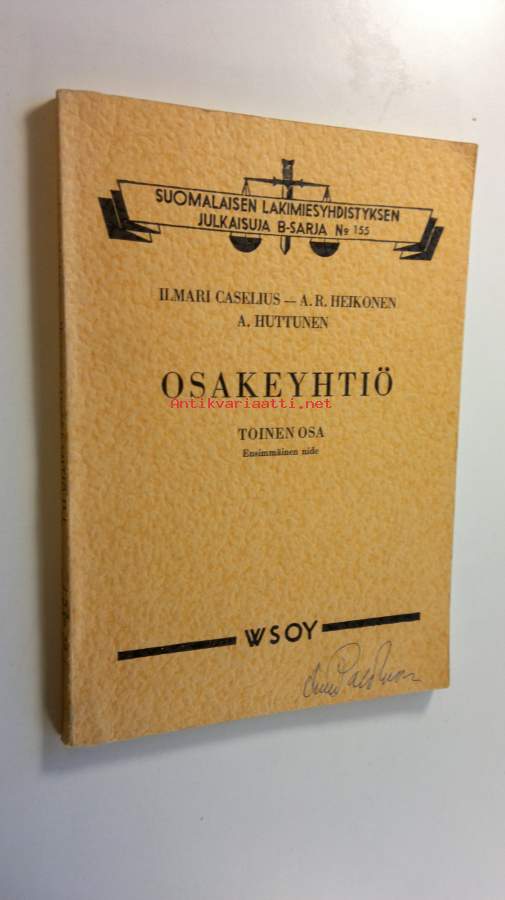 SUOMALAISEN LAKIMIESYHDISTYKSEN
JULKAISUJA B-SARJA No 155
ILMARI CASELIUS — A. R. HEIKONEN
A. HUTTUNEN
OSAKEYHTIÖ
Antikvariaatti.net
TOINEN OSA
Ensimmäinen nide
WSOY